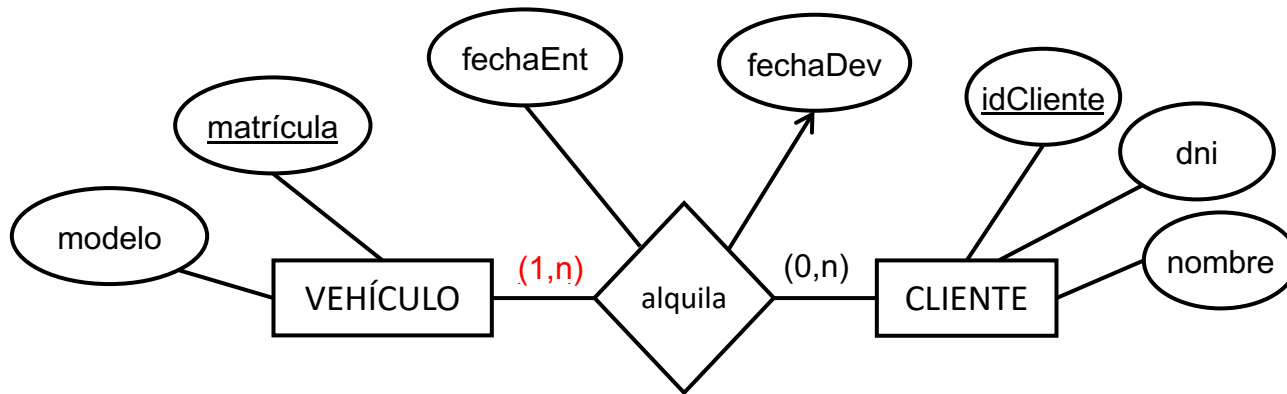 fechaEnt
fechaDev
idCliente
matrícula
dni
modelo
nombre
VEHÍCULO
(1,n)
alquila
(0,n)
CLIENTE